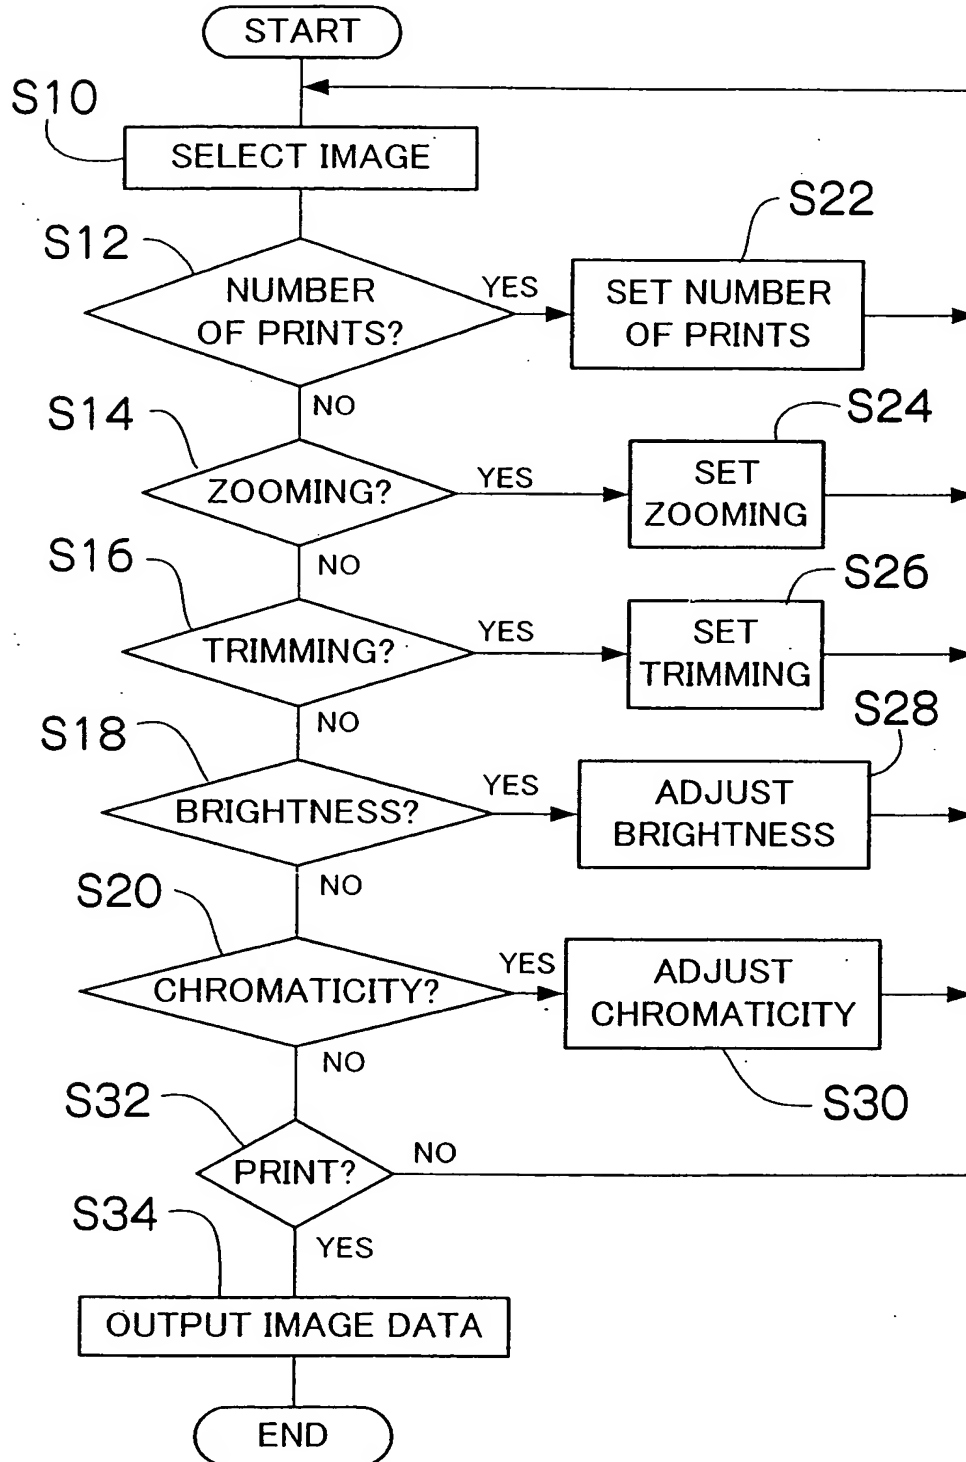 START
S10
SELECT IMAGE
S12
NUMBER
OF PRINTS?
YES
S22
SET NUMBER
OF PRINTS
NO
S14
ZOOMING?
YES
S24
SET
ZOOMING
NO
S16
TRIMMING?
YES
S26
SET
TRIMMING
NO
S18
BRIGHTNESS?
YES
S28
ADJUST
BRIGHTNESS
NO
S20
CHROMATICITY?
YES
ADJUST
CHROMATICITY
S30
NO
S32
PRINT?
NO
YES
S34
OUTPUT IMAGE DATA
END